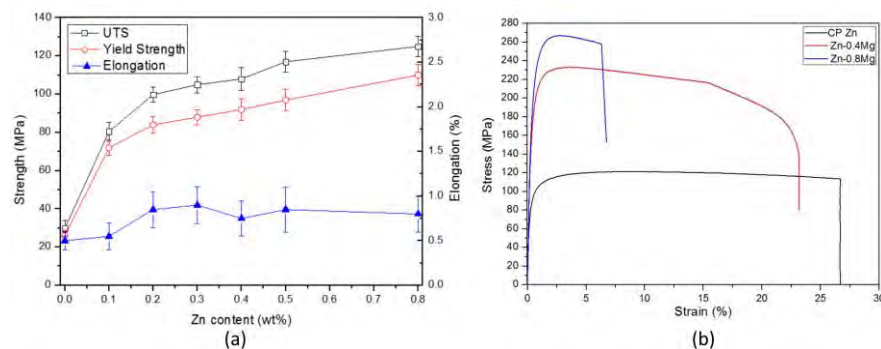 UTS
Yield Strength
Elongation
140
120
100
80
60
40
20
0
Strength (MPa)
3.0
2.5
2.0
1.5
1.0
0.5
0.0
Elongation (%)
0.0 0.1 0.2 0.3 0.4 0.5 0.6 0.7 0.8
Zn content (wt%)
(a)
CP Zn
Zn-0.4Mg
Zn-0.8Mg
280
260
240
220
200
180
160
140
120
100
80
60
40
20
0
Stress (MPa)
0 5 10 15 20 25 30
Strain (%)
(b)